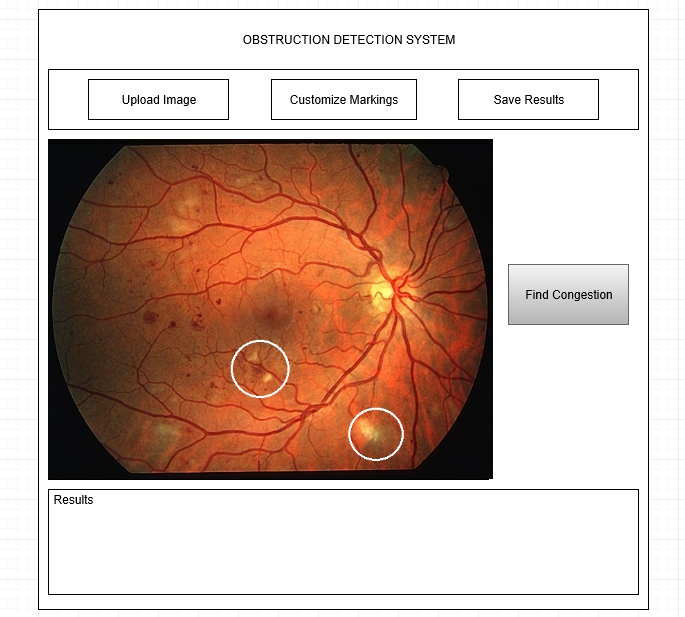 OBSTRUCTION DETECTION SYSTEM
Upload Image
Customize Markings
Save Results
Find Congestion
Results